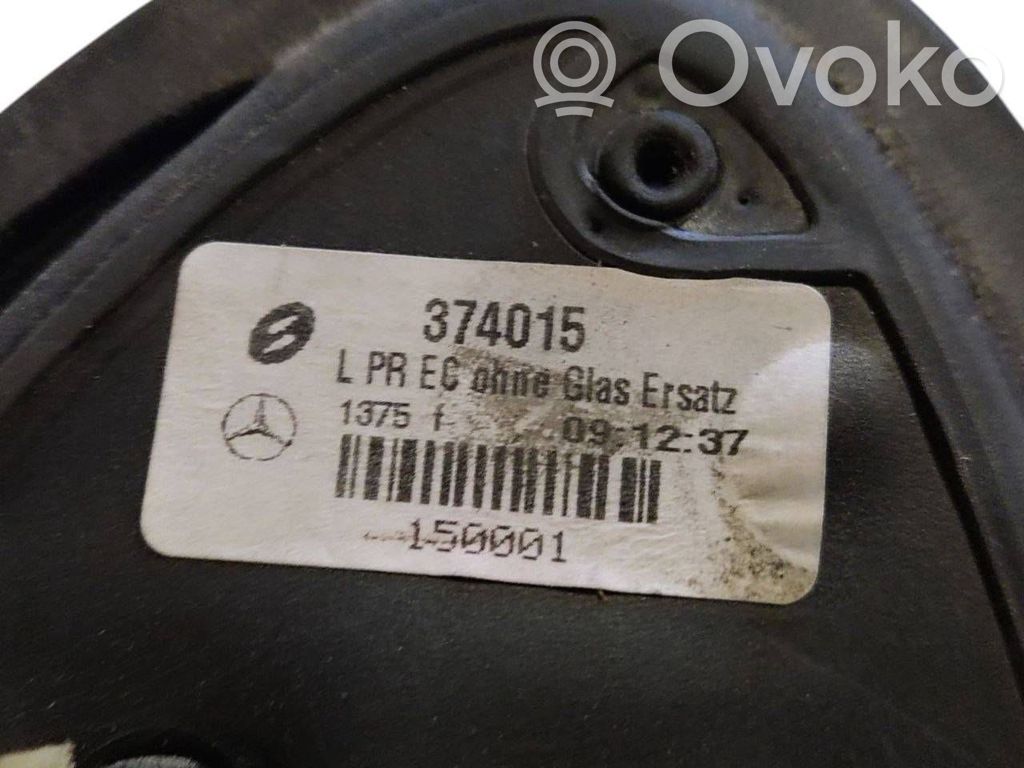 Ovoko
374015
L PR EC ohne Glas Ersatz
1375 f 09:12:37
150001